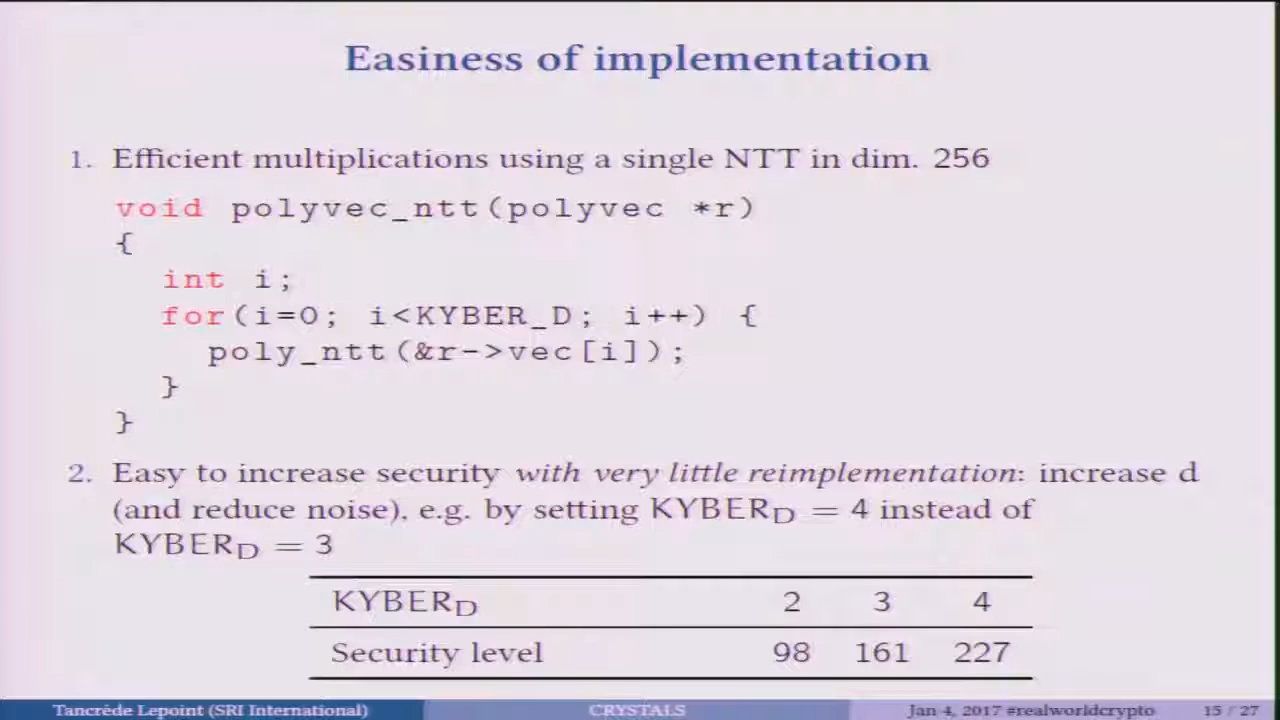 Easiness of implementation
1. Efficient multiplications using a single NTT in dim. 256
void polyvec_ntt(polyvec *r)
{
int i;
for(i=0; i<KYBER_D; i++) {
poly_ntt(&r->vec[i]);
}
}
2. Easy to increase security with very little reimplementation: increase d
(and reduce noise), e.g. by setting KYBERD = 4 instead of
KYBERD = 3
KYBERD 2 3 4
Security level 98 161 227
Tancrède Lepoint (SRI International) CRYSTALS Jan 4, 2017 #realworldcrypto 15 / 27